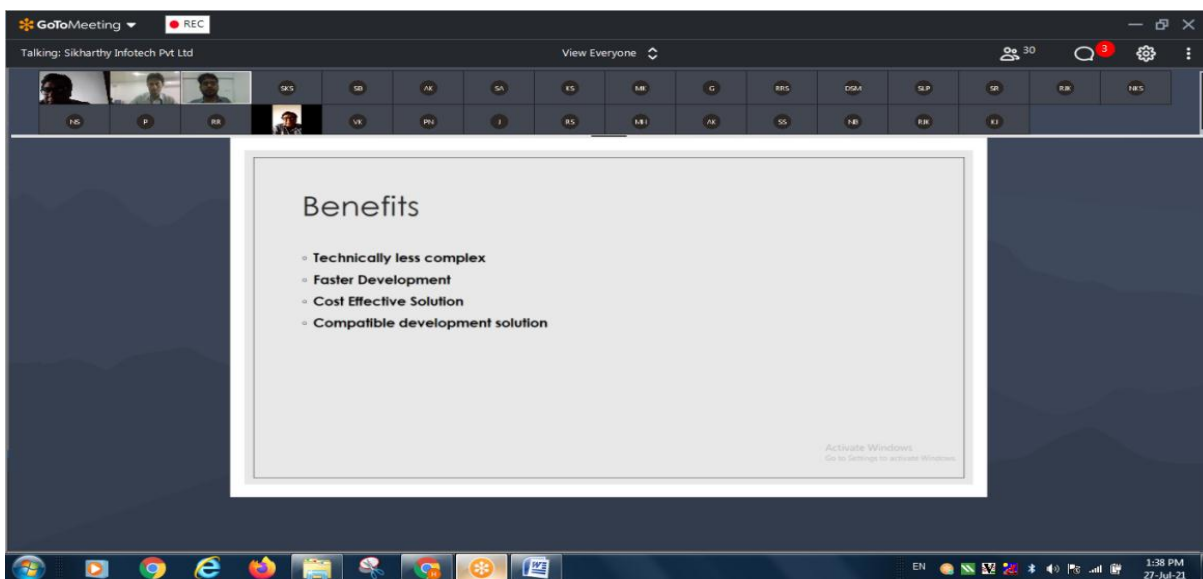 GoToMeeting
REC
Talking: Sikharthy Infotech Pvt Ltd
View Everyone
30
3
SKS SB AK SA KS MK G RRS DSM SLP SR RJK NKS
NS P RR VK PN J RS MU AK SS NB RJK KJ
Benefits
Technically less complex
Faster Development
Cost Effective Solution
Compatible development solution
Activate Windows
Go to Settings to activate Windows.
EN
1:38 PM
27-Jul-21